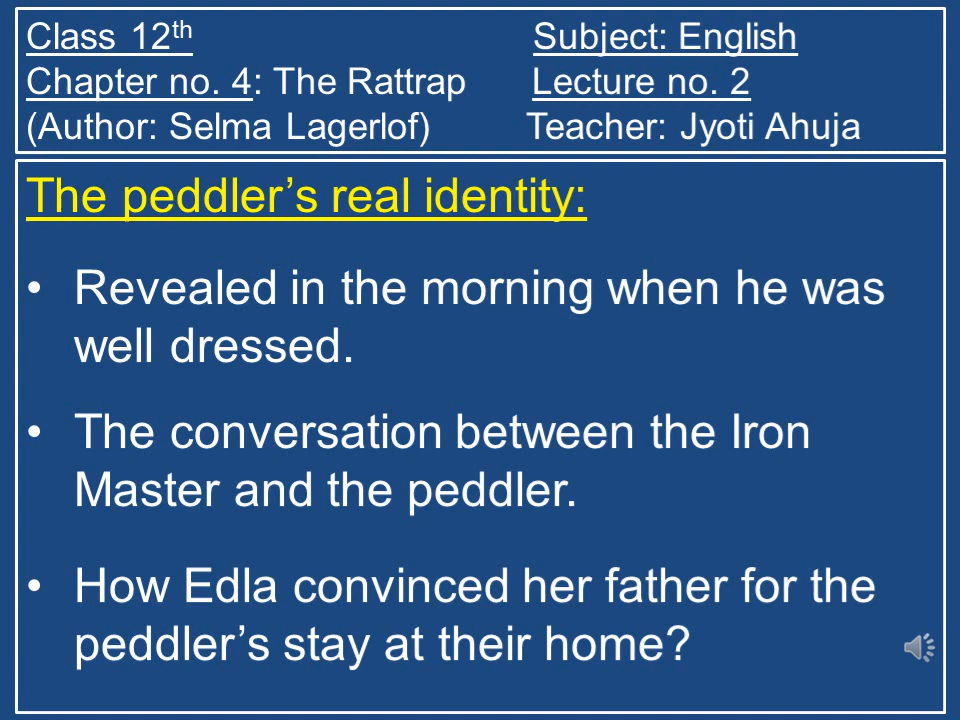 Class 12th Subject: English
Chapter no. 4: The Rattrap Lecture no. 2
(Author: Selma Lagerlof) Teacher: Jyoti Ahuja
The peddler’s real identity:
• Revealed in the morning when he was
well dressed.
• The conversation between the Iron
Master and the peddler.
• How Edla convinced her father for the
peddler’s stay at their home?